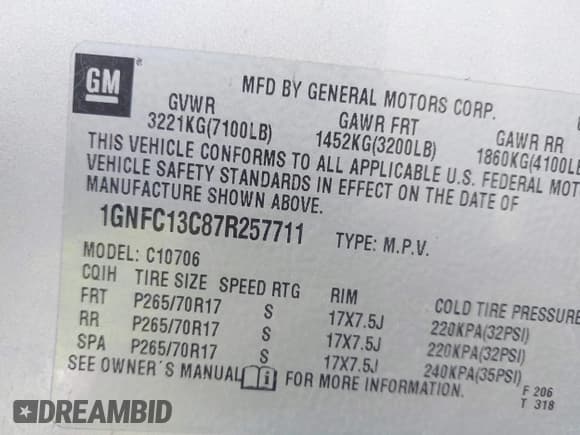 GM
MFD BY GENERAL MOTORS CORP.
GVWR GAWR FRT GAWR RR
3221KG(7100LB) 1452KG(3200LB) 1860KG(4100LB
THIS VEHICLE CONFORMS TO ALL APPLICABLE U.S. FEDERAL MOT
VEHICLE SAFETY STANDARDS IN EFFECT ON THE DATE OF
MANUFACTURE SHOWN ABOVE.
1GNFC13C87R257711 TYPE: M.P.V.
MODEL: C10706
CQIH TIRE SIZE SPEED RTG RIM COLD TIRE PRESSURE
FRT P265/70R17 S 17X7.5J 220KPA(32PSI)
RR P265/70R17 S 17X7.5J 220KPA(32PSI)
SPA P265/70R17 S 17X7.5J 240KPA(35PSI)
SEE OWNER'S MANUAL i FOR MORE INFORMATION. F 206
T 318
DREAMBID